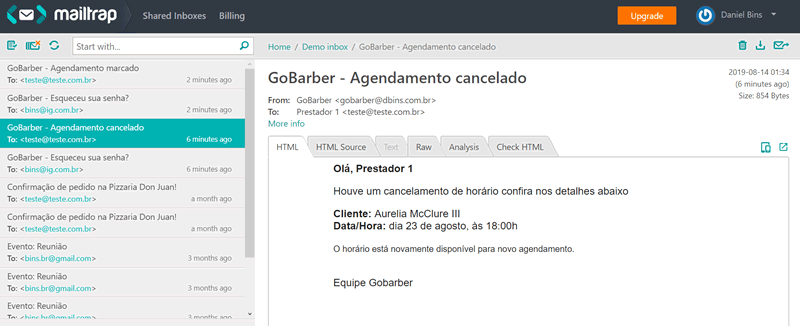 mailtrap
Shared Inboxes
Billing
Upgrade
Daniel Bins
Start with...
GoBarber - Agendamento marcado
To: <teste@teste.com.br>
2 minutes ago
GoBarber - Esqueceu sua senha?
To: <bins@ig.com.br>
2 minutes ago
GoBarber - Agendamento cancelado
To: <teste@teste.com.br>
6 minutes ago
GoBarber - Esqueceu sua senha?
To: <bins@ig.com.br>
6 minutes ago
Confirmação de pedido na Pizzaria Don Juan!
To: <teste@teste.com.br>
a month ago
Confirmação de pedido na Pizzaria Don Juan!
To: <teste@teste.com.br>
a month ago
Evento: Reunião
To: <bins.br@gmail.com>
3 months ago
Evento: Reunião
To: <bins.br@gmail.com>
3 months ago
Evento: Reunião
To: <bins.br@gmail.com>
3 months ago
Home / Demo inbox / GoBarber - Agendamento cancelado
GoBarber - Agendamento cancelado
2019-08-14 01:34
(6 minutes ago)
Size: 854 Bytes
From: GoBarber <gobarber@dbins.com.br>
To: Prestador 1 <teste@teste.com.br>
More info
HTML
HTML Source
Text
Raw
Analysis
Check HTML
Olá, Prestador 1
Houve um cancelamento de horário confira nos detalhes abaixo
Cliente: Aurelia McClure III
Data/Hora: dia 23 de agosto, às 18:00h
O horário está novamente disponível para novo agendamento.
Equipe Gobarber